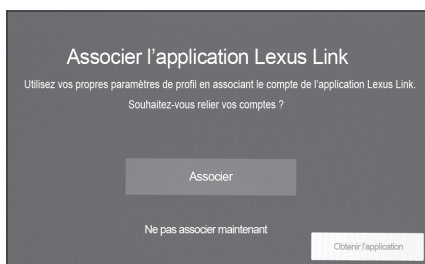 Associer l'application Lexus Link
Utilisez vos propres paramètres de profil en associant le compte de l'application Lexus Link.
Souhaitez-vous relier vos comptes ?
Associer
Ne pas associer maintenant
Obtenir l'application